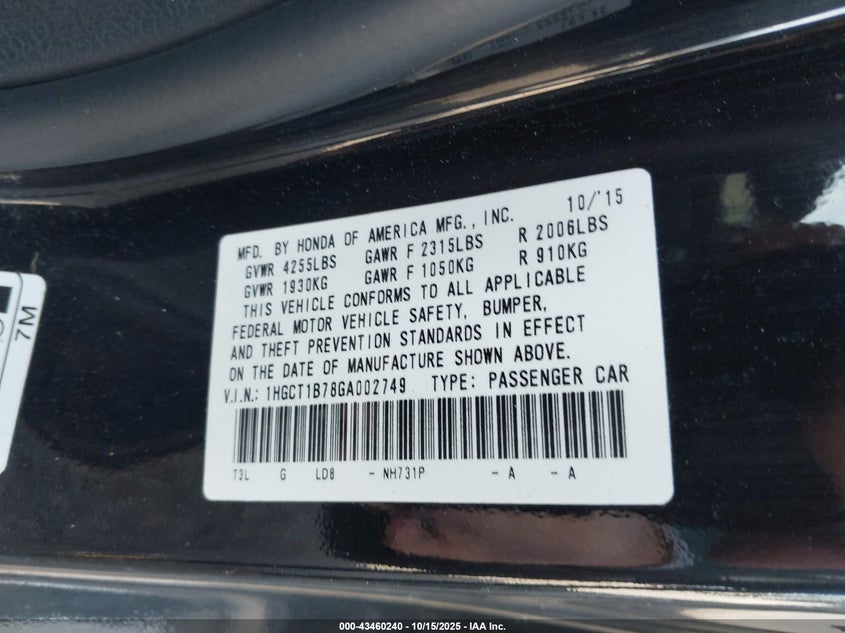 10/'15
MFD. BY HONDA OF AMERICA MFG., INC.
GVWR 4255LBS GAWR F 2315LBS R 2006LBS
GVWR 1930KG GAWR F 1050KG R 910KG
THIS VEHICLE CONFORMS TO ALL APPLICABLE
FEDERAL MOTOR VEHICLE SAFETY, BUMPER,
AND THEFT PREVENTION STANDARDS IN EFFECT
ON THE DATE OF MANUFACTURE SHOWN ABOVE.
V.I.N.: 1HGCT1B78GA002749 TYPE: PASSENGER CAR
T3L G LD8 - NH731P - A - A
7M
000-43460240 - 10/15/2025 - IAA Inc.